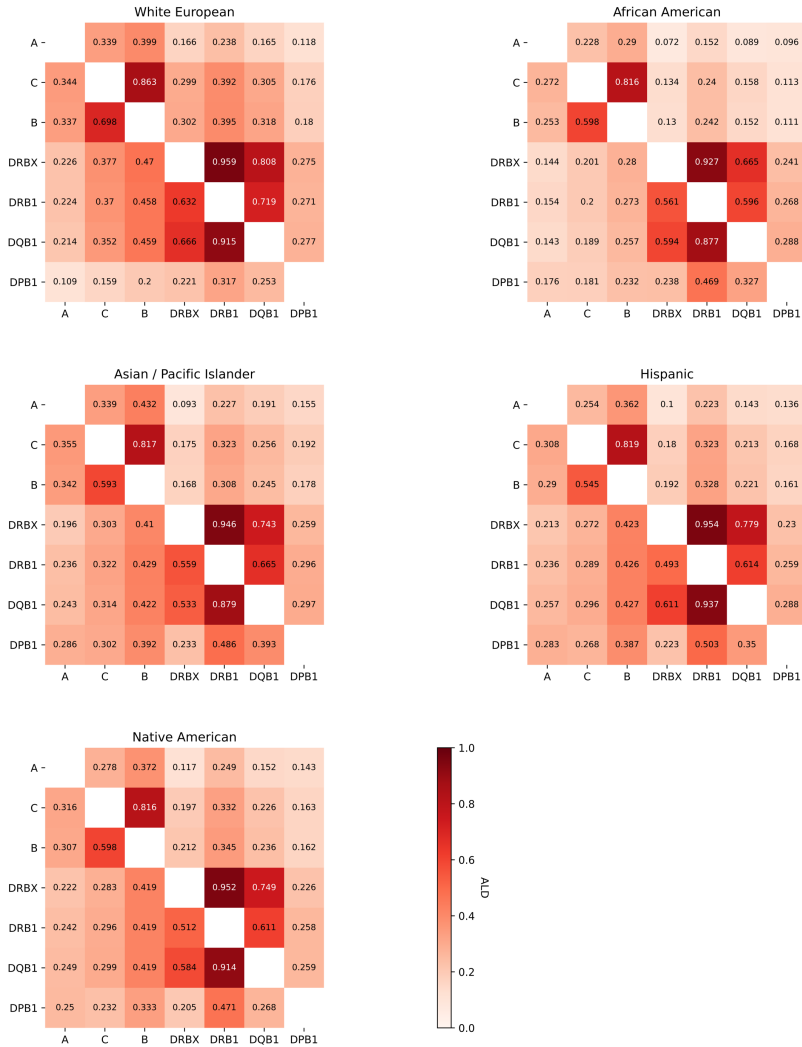 White European
A 0.339 0.399 0.166 0.238 0.165 0.118
C 0.344 0.863 0.299 0.392 0.305 0.176
B 0.337 0.698 0.302 0.395 0.318 0.18
DRBX 0.226 0.377 0.47 0.959 0.808 0.275
DRB1 0.224 0.37 0.458 0.632 0.719 0.271
DQB1 0.214 0.352 0.459 0.666 0.915 0.277
DPB1 0.109 0.159 0.2 0.221 0.317 0.253
A C B DRBX DRB1 DQB1 DPB1
African American
A 0.228 0.29 0.072 0.152 0.089 0.096
C 0.272 0.816 0.134 0.24 0.158 0.113
B 0.253 0.598 0.13 0.242 0.152 0.111
DRBX 0.144 0.201 0.28 0.927 0.665 0.241
DRB1 0.154 0.2 0.273 0.561 0.596 0.268
DQB1 0.143 0.189 0.257 0.594 0.877 0.288
DPB1 0.176 0.181 0.232 0.238 0.469 0.327
A C B DRBX DRB1 DQB1 DPB1
Asian / Pacific Islander
A 0.339 0.432 0.093 0.227 0.191 0.155
C 0.355 0.817 0.175 0.323 0.256 0.192
B 0.342 0.593 0.168 0.308 0.245 0.178
DRBX 0.196 0.303 0.41 0.946 0.743 0.259
DRB1 0.236 0.322 0.429 0.559 0.665 0.296
DQB1 0.243 0.314 0.422 0.533 0.879 0.297
DPB1 0.286 0.302 0.392 0.233 0.486 0.393
A C B DRBX DRB1 DQB1 DPB1
Hispanic
A 0.254 0.362 0.1 0.223 0.143 0.136
C 0.308 0.819 0.18 0.323 0.213 0.168
B 0.29 0.545 0.192 0.328 0.221 0.161
DRBX 0.213 0.272 0.423 0.954 0.779 0.23
DRB1 0.236 0.289 0.426 0.493 0.614 0.259
DQB1 0.257 0.296 0.427 0.611 0.937 0.288
DPB1 0.283 0.268 0.387 0.223 0.503 0.35
A C B DRBX DRB1 DQB1 DPB1
Native American
A 0.278 0.372 0.117 0.249 0.152 0.143
C 0.316 0.816 0.197 0.332 0.226 0.163
B 0.307 0.598 0.212 0.345 0.236 0.162
DRBX 0.222 0.283 0.419 0.952 0.749 0.226
DRB1 0.242 0.296 0.419 0.512 0.611 0.258
DQB1 0.249 0.299 0.419 0.584 0.914 0.259
DPB1 0.25 0.232 0.333 0.205 0.471 0.268
A C B DRBX DRB1 DQB1 DPB1
1.0
0.8
0.6
0.4
0.2
0.0
ALD